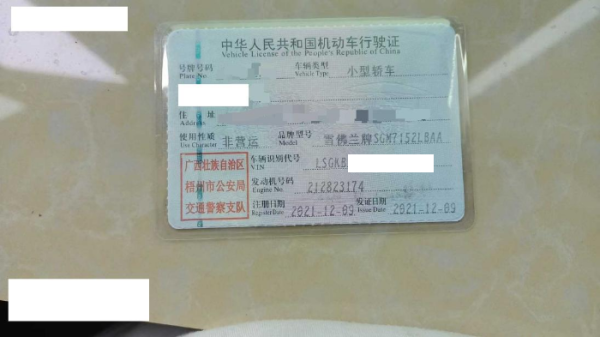 中华人民共和国机动车行驶证
Vehicle License of the People's Republic of China
号牌号码 车辆类型 小型轿车
Plate No. Vehicle Type
住 址
Address
使用性质 非营运 品牌型号 雪佛兰牌SGM7152LBAA
Use Character Model
车辆识别代号 LSGKB
VIN
广西壮族自治区
梧州市公安局
交通警察支队
发动机号码 212823174
Engine No.
注册日期 2021-12-09 发证日期 2021-12-09
Register Date Issue Date